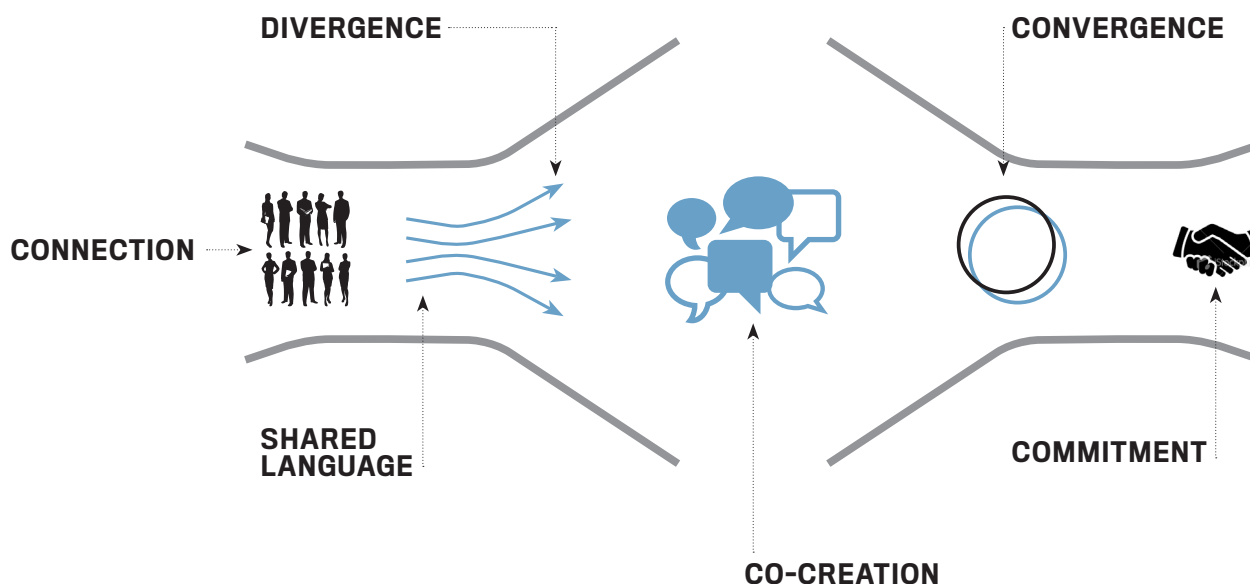 DIVERGENCE
CONVERGENCE
CONNECTION
SHARED
LANGUAGE
COMMITMENT
CO-CREATION